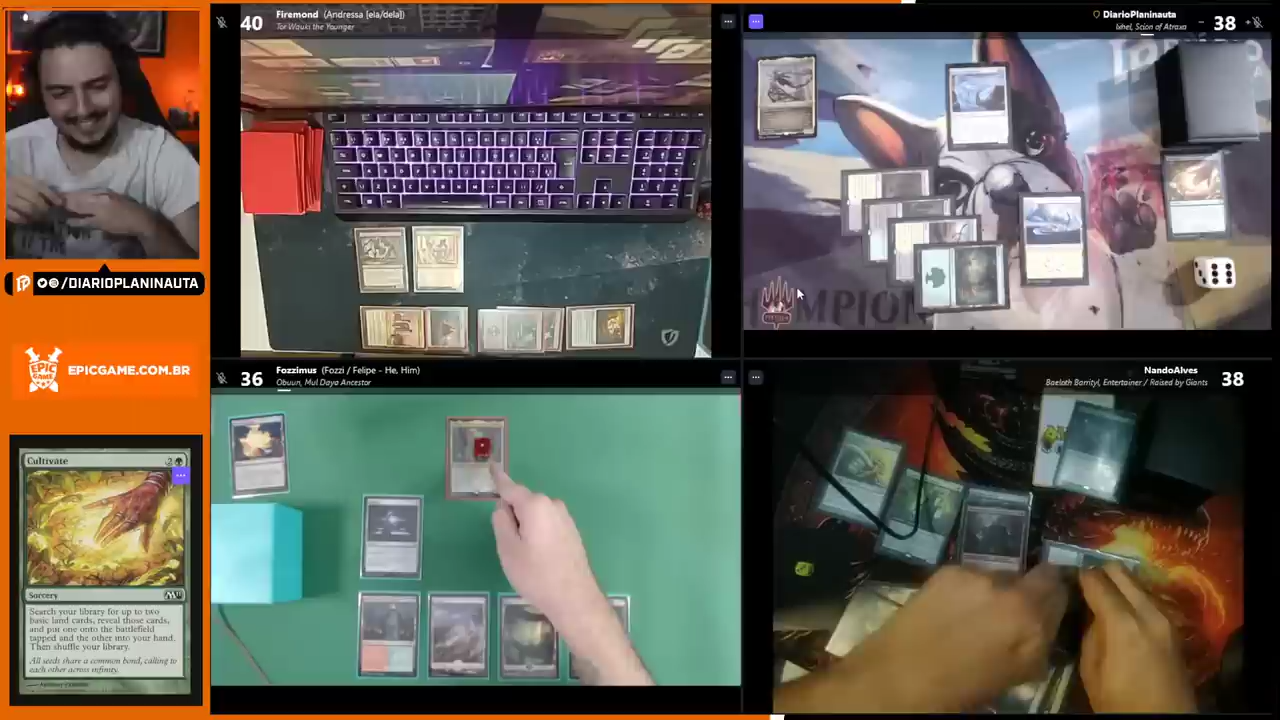 40 Firemond (Andressa [ela/dela])
Tor Wauki the Younger
DiarioPlaninauta 38
Ishel, Scion of Atraxa
36 Fozzimus (Fozzi / Felipe - He, Him)
Obuun, Mul Daya Ancestor
NandoAlves 38
Baeloth Barrityl, Entertainer / Raised by Giants
@/DIARIOPLANINAUTA
EPIC GAME
EPICGAME.COM.BR
Cultivate 2
Sorcery
Search your library for up to two
basic land cards, reveal those cards,
and put one onto the battlefield
tapped and the other into your hand.
Then shuffle your library.
All seeds share a common bond, calling to
each other across infinity.